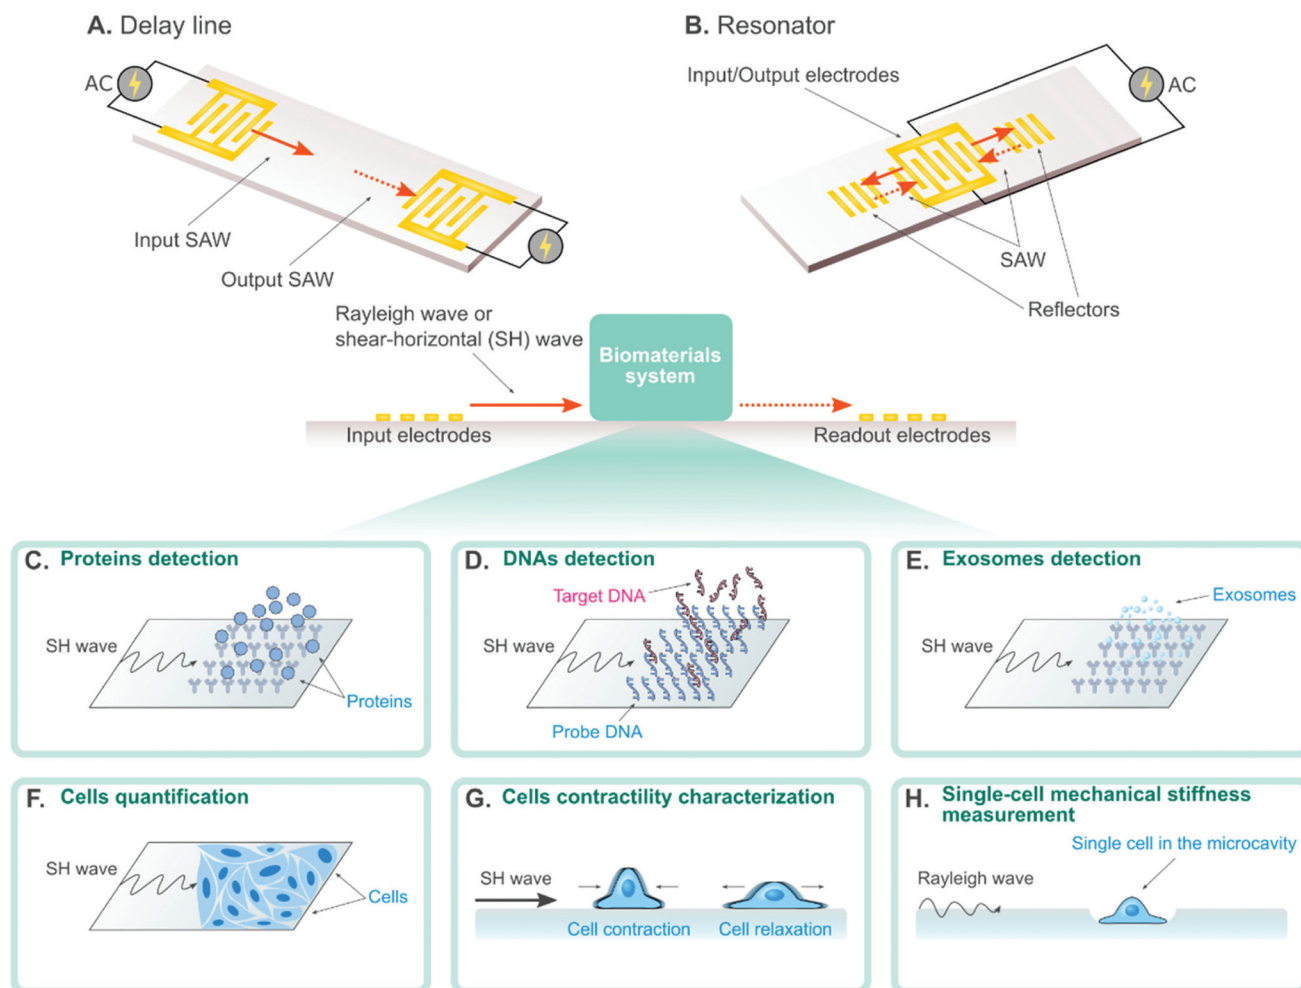 A. Delay line
AC
Input SAW
Output SAW
B. Resonator
Input/Output electrodes
AC
SAW
Reflectors
Rayleigh wave or
shear-horizontal (SH) wave
Biomaterials
system
Input electrodes
Readout electrodes
C. Proteins detection
SH wave
Proteins
D. DNAs detection
Target DNA
SH wave
Probe DNA
E. Exosomes detection
Exosomes
SH wave
F. Cells quantification
SH wave
Cells
G. Cells contractility characterization
SH wave
Cell contraction
Cell relaxation
H. Single-cell mechanical stiffness
measurement
Single cell in the microcavity
Rayleigh wave